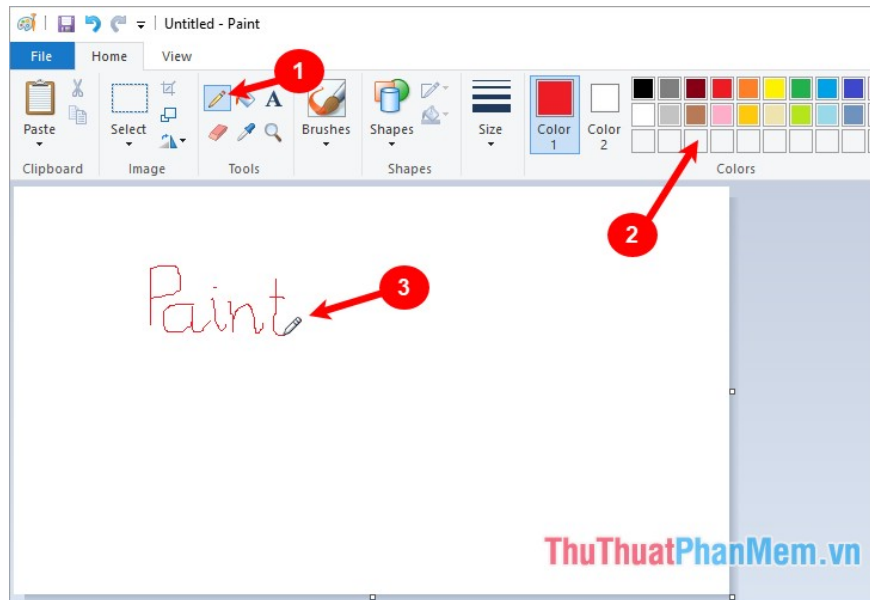 Untitled - Paint
File Home View
1
Paste Select A Brushes Shapes Size Color 1 Color 2
Clipboard Image Tools Shapes Colors
2
3
Paint
ThuThuatPhanMem.vn